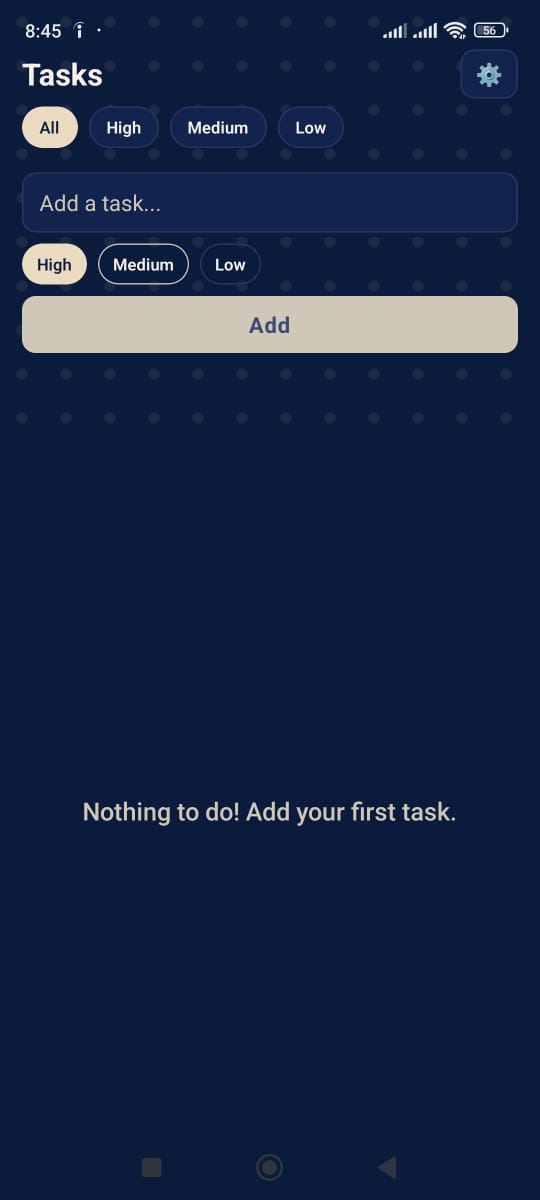 8:45
56
Tasks
All High Medium Low
Add a task...
High Medium Low
Add
Nothing to do! Add your first task.